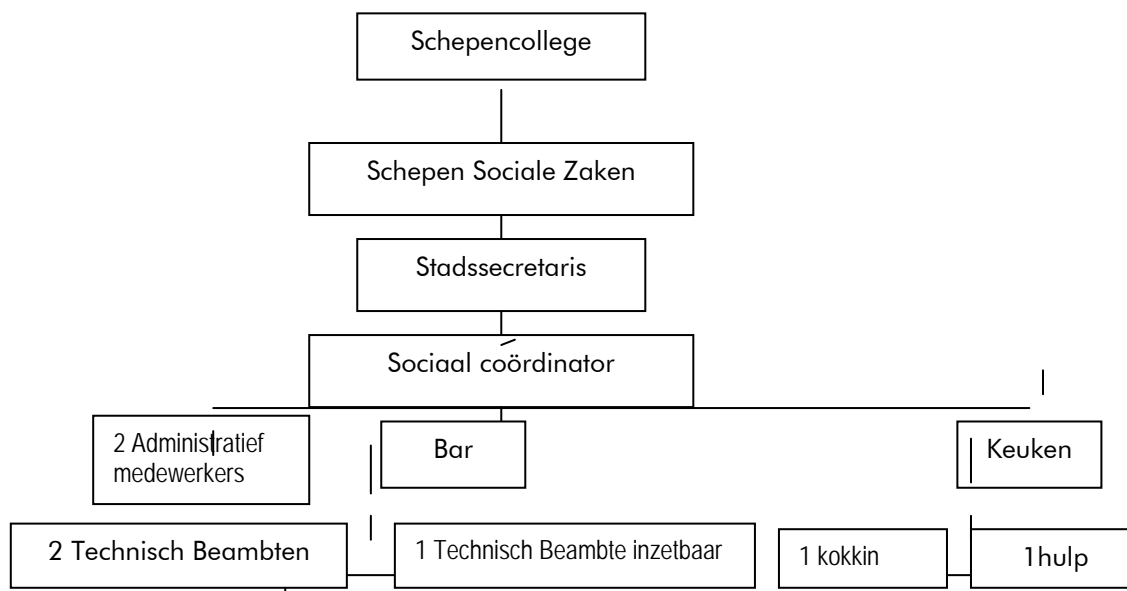 Schepencollege
Schepen Sociale Zaken
Stadssecretaris
Sociaal coördinator
2 Administratief
medewerkers
Bar
Keuken
2 Technisch Beambten
1 Technisch Beambte inzetbaar
1 kokkin
1hulp